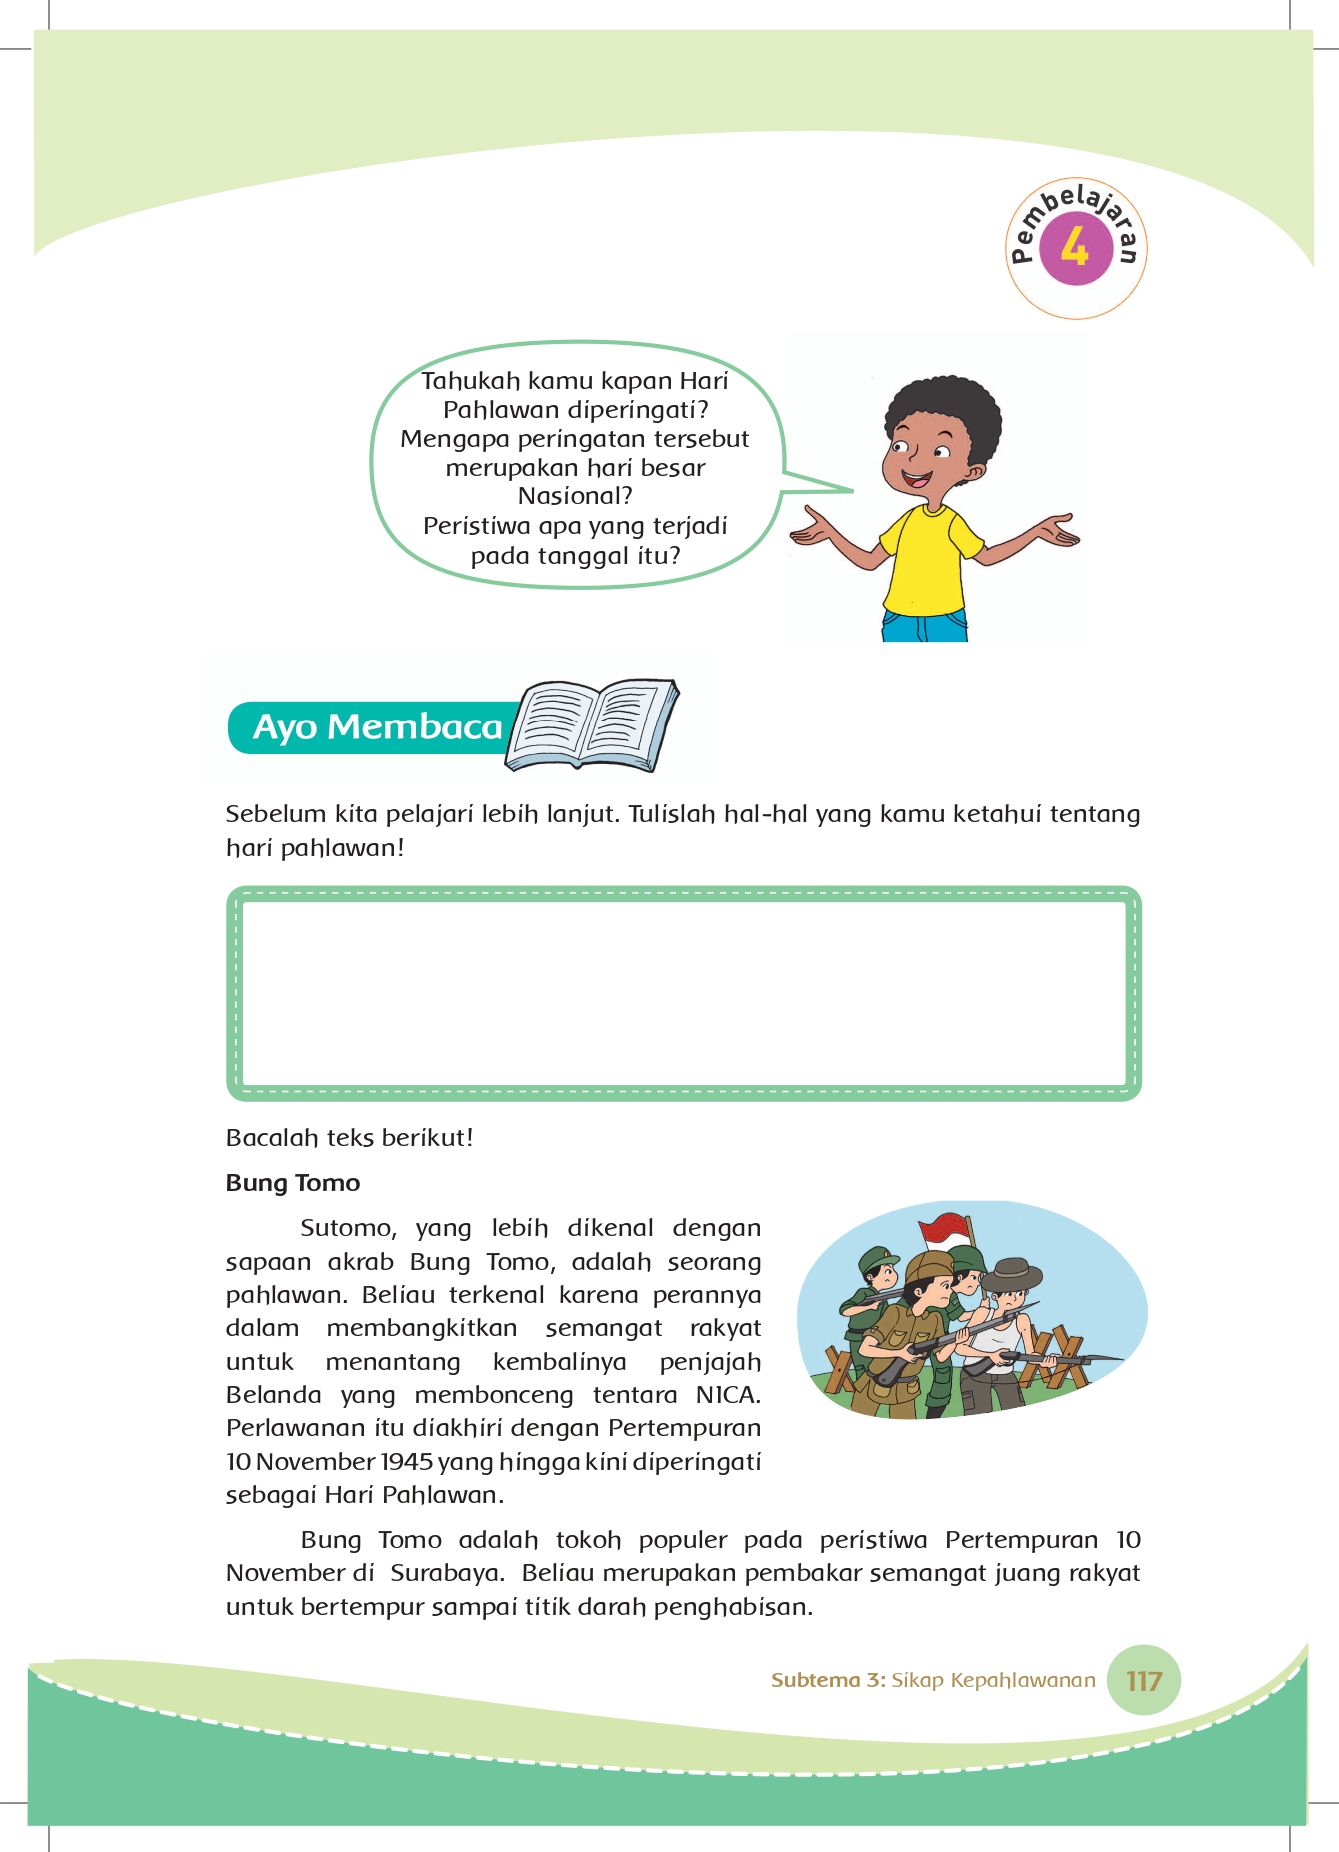 Pembelajaran
4
Tahukah kamu kapan Hari
Pahlawan diperingati?
Mengapa peringatan tersebut
merupakan hari besar
Nasional?
Peristiwa apa yang terjadi
pada tanggal itu?
Ayo Membaca
Sebelum kita pelajari lebih lanjut. Tulislah hal-hal yang kamu ketahui tentang
hari pahlawan!
Bacalah teks berikut!
Bung Tomo
Sutomo, yang lebih dikenal dengan
sapaan akrab Bung Tomo, adalah seorang
pahlawan. Beliau terkenal karena perannya
dalam membangkitkan semangat rakyat
untuk menantang kembalinya penjajah
Belanda yang membonceng tentara NICA.
Perlawanan itu diakhiri dengan Pertempuran
10 November 1945 yang hingga kini diperingati
sebagai Hari Pahlawan.
Bung Tomo adalah tokoh populer pada peristiwa Pertempuran 10
November di Surabaya. Beliau merupakan pembakar semangat juang rakyat
untuk bertempur sampai titik darah penghabisan.
Subtema 3: Sikap Kepahlawanan
117